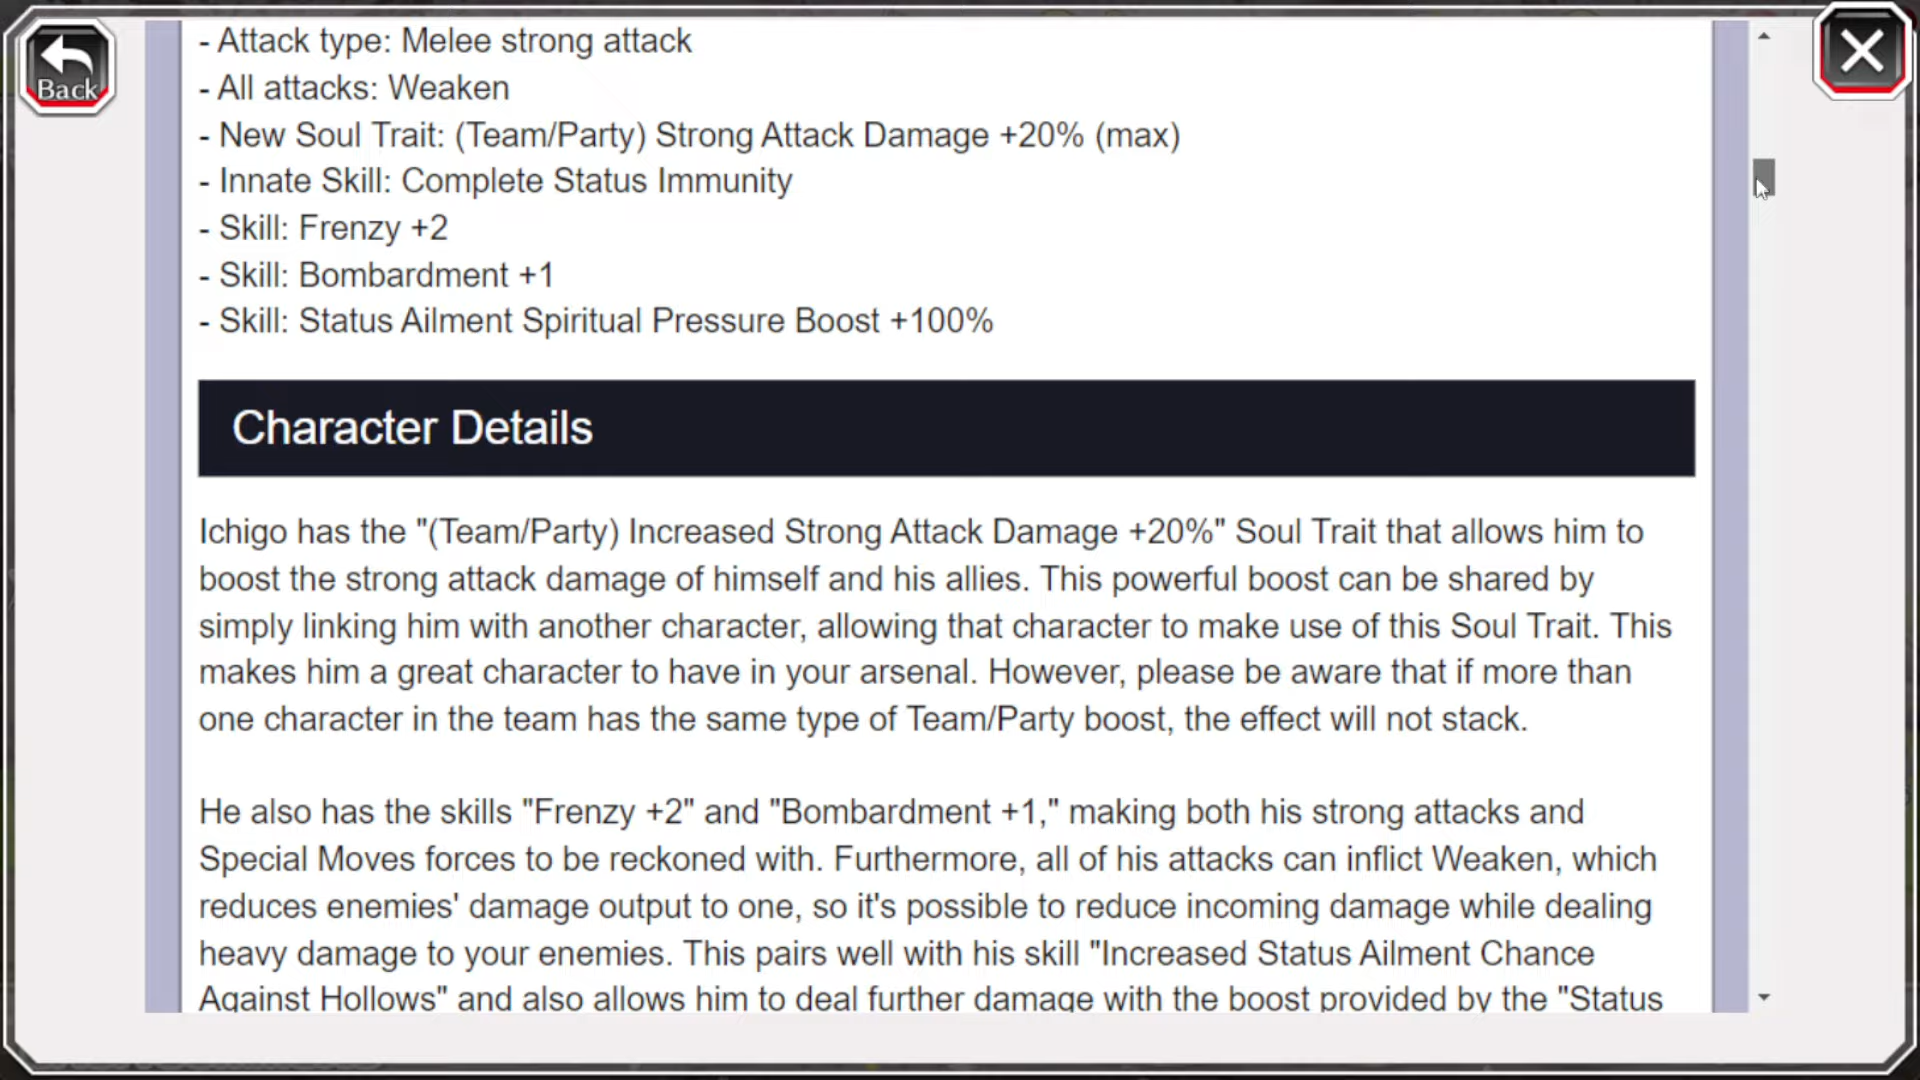 Back
- Attack type: Melee strong attack
- All attacks: Weaken
- New Soul Trait: (Team/Party) Strong Attack Damage +20% (max)
- Innate Skill: Complete Status Immunity
- Skill: Frenzy +2
- Skill: Bombardment +1
- Skill: Status Ailment Spiritual Pressure Boost +100%
Character Details
Ichigo has the "(Team/Party) Increased Strong Attack Damage +20%" Soul Trait that allows him to
boost the strong attack damage of himself and his allies. This powerful boost can be shared by
simply linking him with another character, allowing that character to make use of this Soul Trait. This
makes him a great character to have in your arsenal. However, please be aware that if more than
one character in the team has the same type of Team/Party boost, the effect will not stack.
He also has the skills "Frenzy +2" and "Bombardment +1," making both his strong attacks and
Special Moves forces to be reckoned with. Furthermore, all of his attacks can inflict Weaken, which
reduces enemies' damage output to one, so it's possible to reduce incoming damage while dealing
heavy damage to your enemies. This pairs well with his skill "Increased Status Ailment Chance
Against Hollows" and also allows him to deal further damage with the boost provided by the "Status